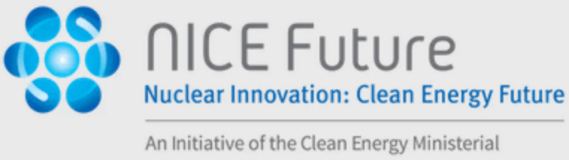 NICE Future
Nuclear Innovation: Clean Energy Future
An Initiative of the Clean Energy Ministerial